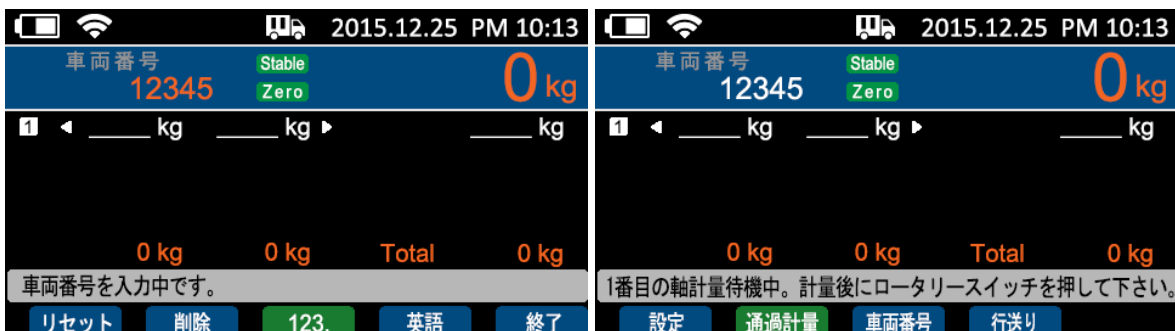 2015.12.25 PM 10:13
車両番号
12345
Stable
Zero
0 kg
1 ◀ _____ kg _____ kg ▶ _____ kg
0 kg 0 kg Total 0 kg
車両番号を入力中です。
リセット 削除 123. 英語 終了
2015.12.25 PM 10:13
車両番号
12345
Stable
Zero
0 kg
1 ◀ _____ kg _____ kg ▶ _____ kg
0 kg 0 kg Total 0 kg
1番目の軸計量待機中。計量後にロータリースイッチを押して下さい。
設定 通過計量 車両番号 行送り